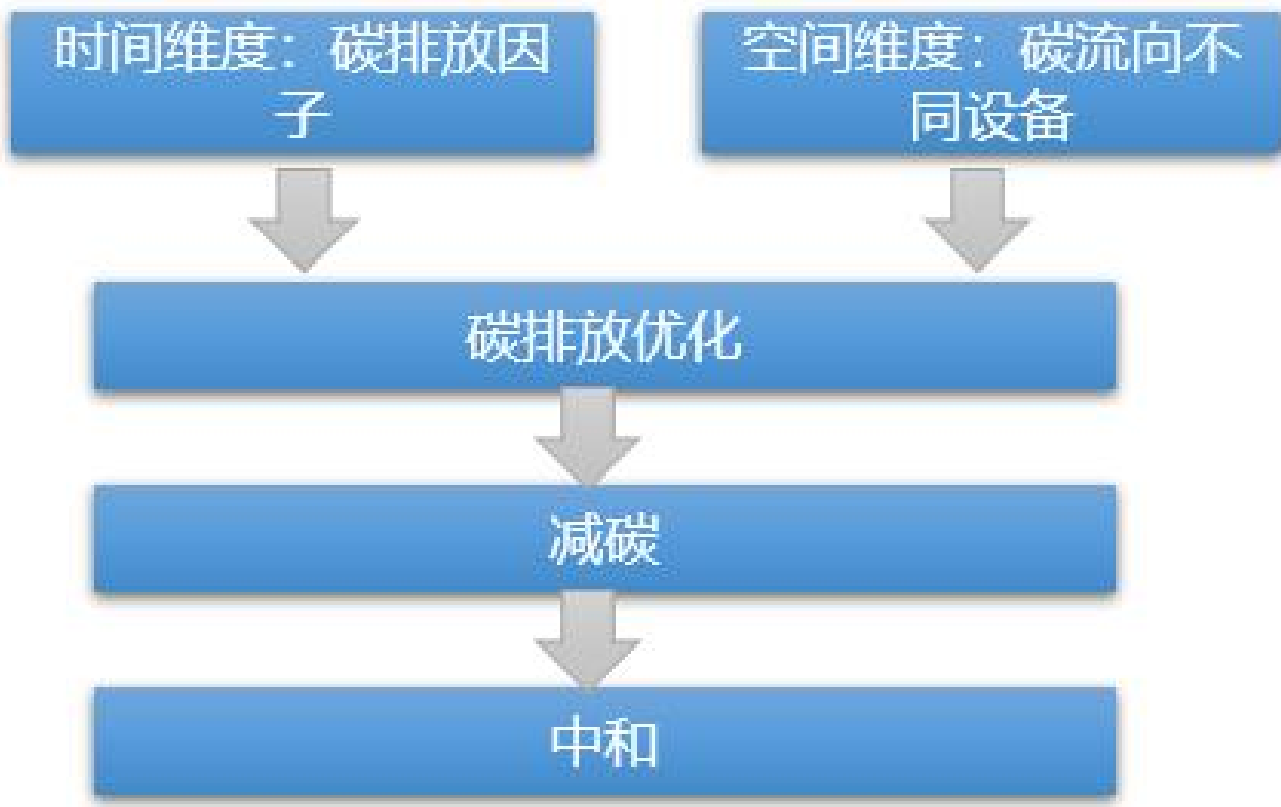 时间维度：碳排放因
子
空间维度：碳流向不
同设备
碳排放优化
减碳
中和